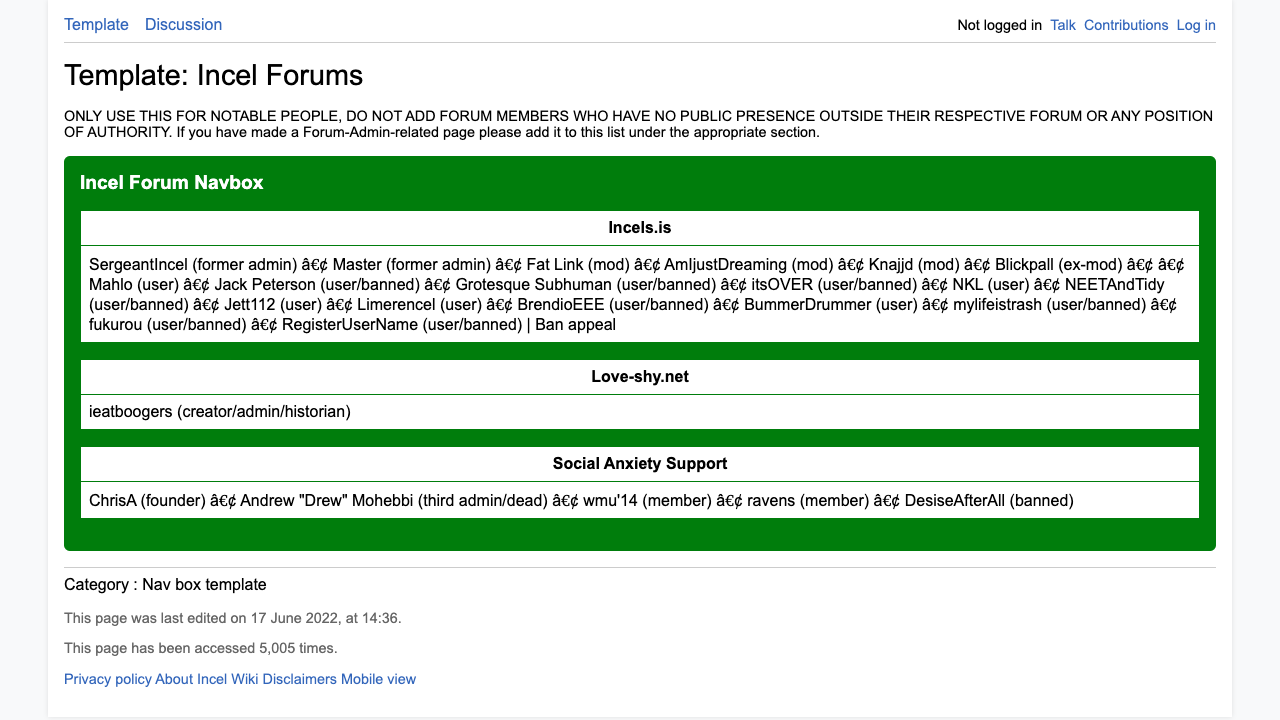 Template Discussion Not logged in Talk Contributions Log in
Template: Incel Forums
ONLY USE THIS FOR NOTABLE PEOPLE, DO NOT ADD FORUM MEMBERS WHO HAVE NO PUBLIC PRESENCE OUTSIDE THEIR RESPECTIVE FORUM OR ANY POSITION
OF AUTHORITY. If you have made a Forum-Admin-related page please add it to this list under the appropriate section.
Incel Forum Navbox
Incels.is
SergeantIncel (former admin) â€¢ Master (former admin) â€¢ Fat Link (mod) â€¢ AmIjustDreaming (mod) â€¢ Knajjd (mod) â€¢ Blickpall (ex-mod) â€¢ â€¢
Mahlo (user) â€¢ Jack Peterson (user/banned) â€¢ Grotesque Subhuman (user/banned) â€¢ itsOVER (user/banned) â€¢ NKL (user) â€¢ NEETAndTidy
(user/banned) â€¢ Jett112 (user) â€¢ Limerencel (user) â€¢ BrendioEEE (user/banned) â€¢ BummerDrummer (user) â€¢ mylifeistrash (user/banned) â€¢
fukurou (user/banned) â€¢ RegisterUserName (user/banned) | Ban appeal
Love-shy.net
ieatboogers (creator/admin/historian)
Social Anxiety Support
ChrisA (founder) â€¢ Andrew "Drew" Mohebbi (third admin/dead) â€¢ wmu'14 (member) â€¢ ravens (member) â€¢ DesiseAfterAll (banned)
Category : Nav box template
This page was last edited on 17 June 2022, at 14:36.
This page has been accessed 5,005 times.
Privacy policy About Incel Wiki Disclaimers Mobile view